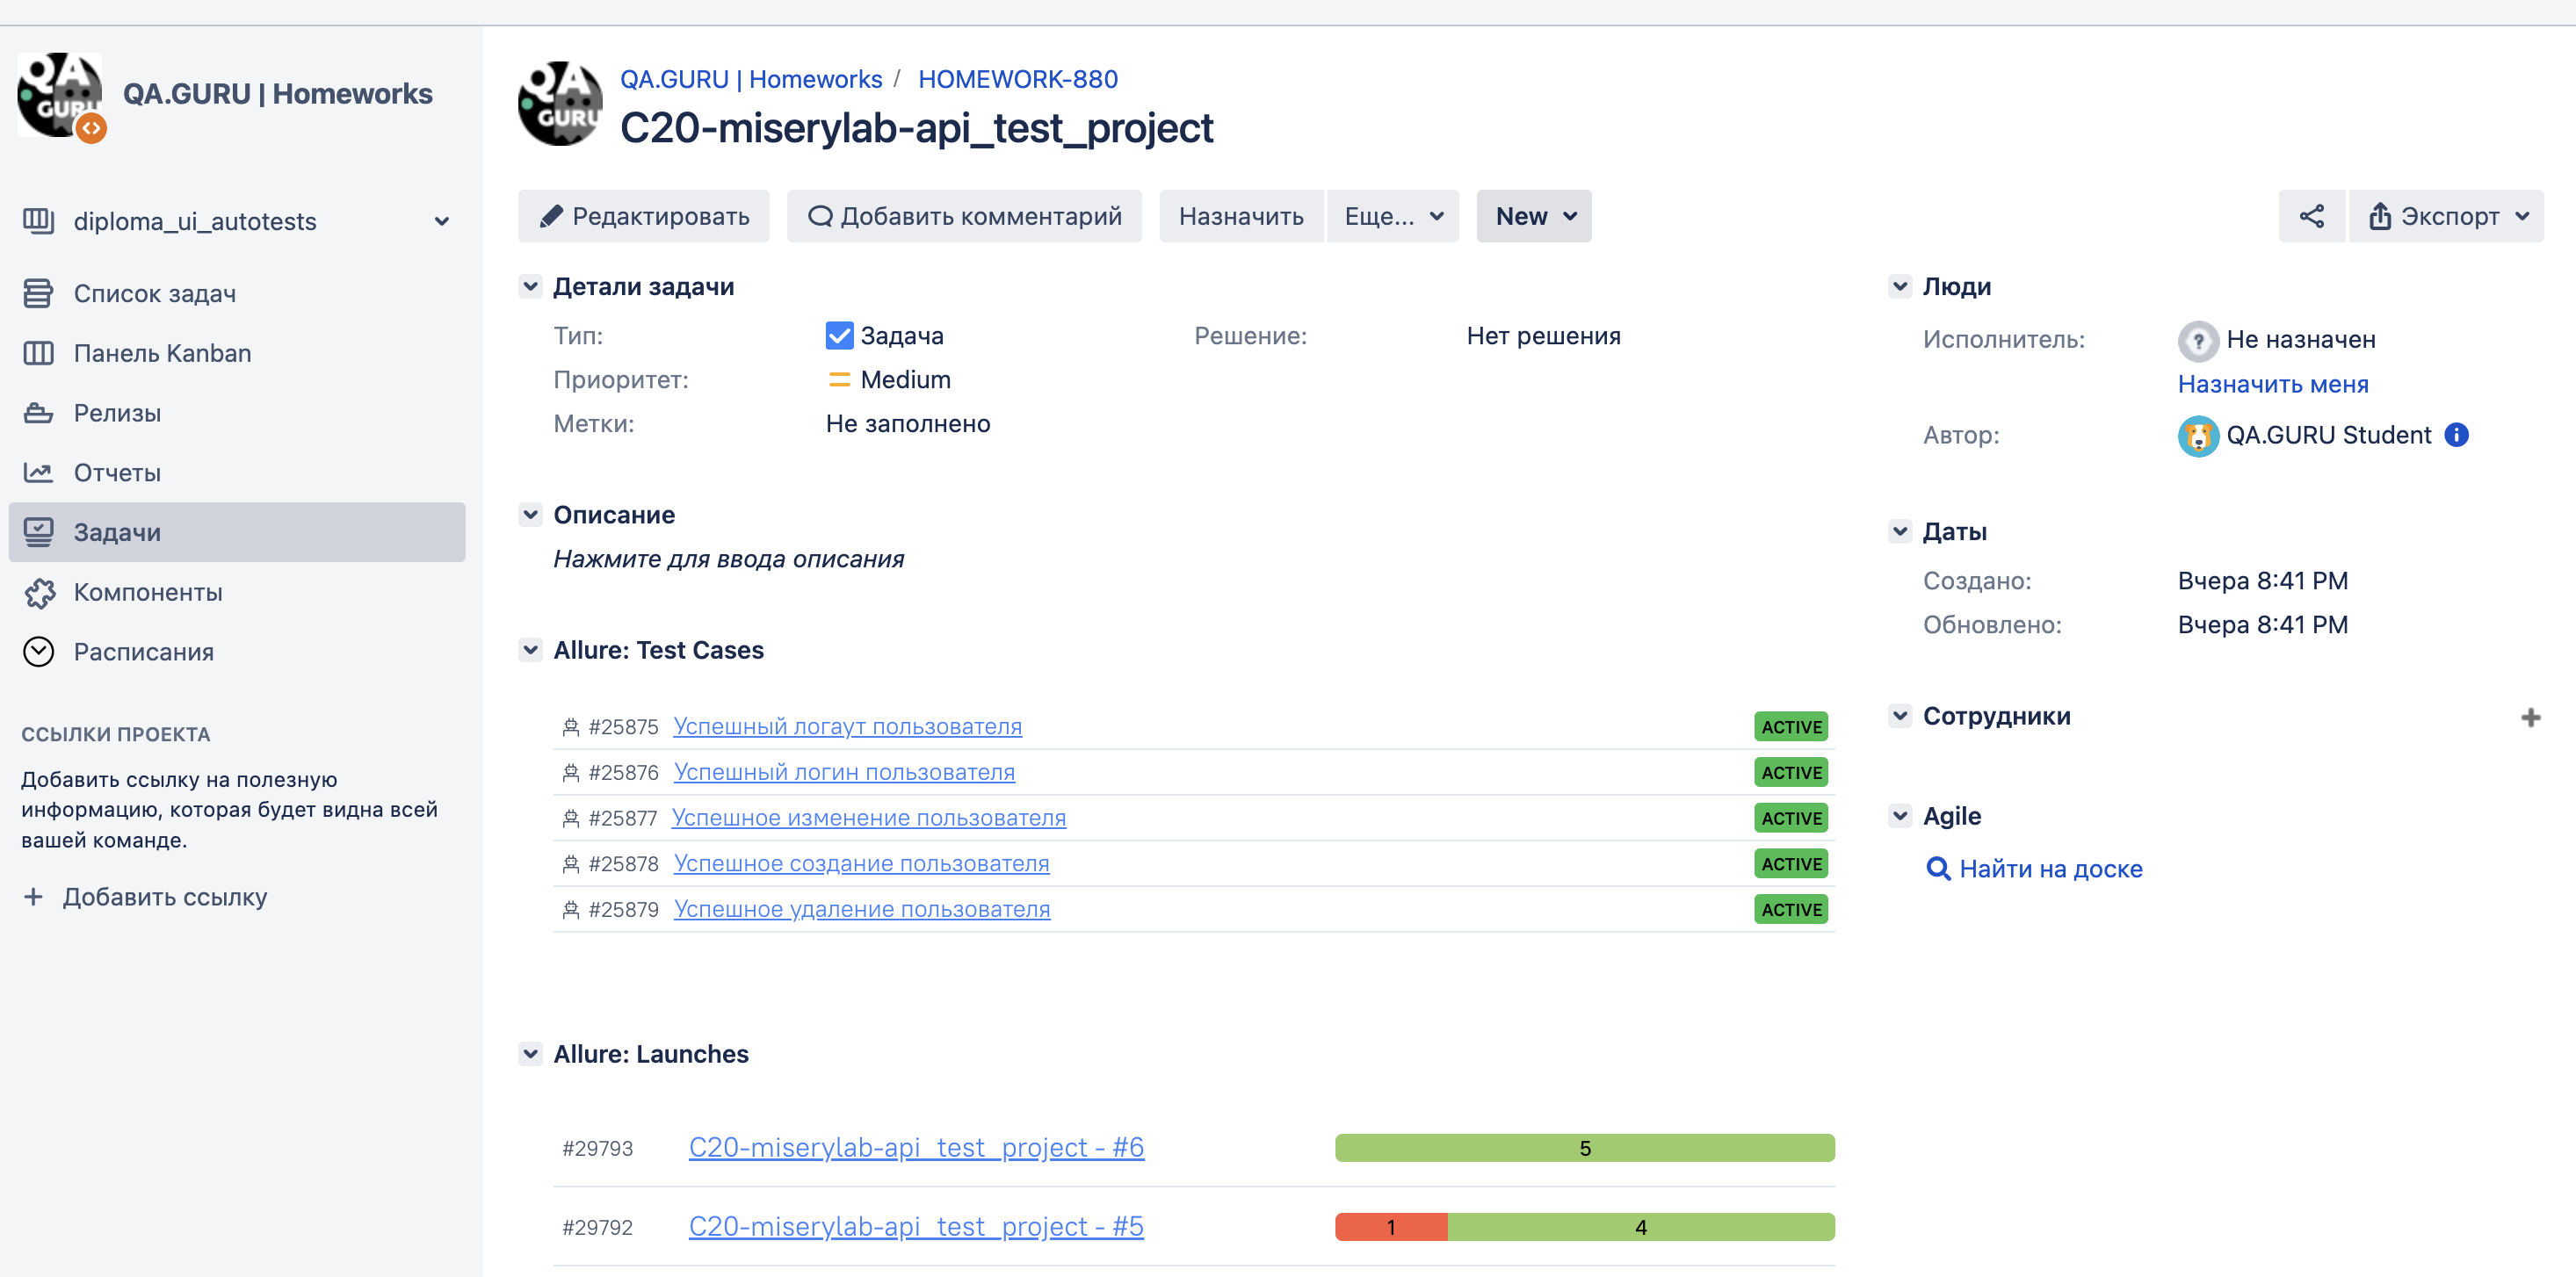 QA
GURU
QA.GURU | Homeworks
diploma_ui_autotests
Список задач
Панель Kanban
Релизы
Отчеты
Задачи
Компоненты
Расписания
ССЫЛКИ ПРОЕКТА
Добавить ссылку на полезную
информацию, которая будет видна всей
вашей команде.
+ Добавить ссылку
QA
GURU
QA.GURU | Homeworks / HOMEWORK-880
C20-miserylab-api_test_project
Редактировать Добавить комментарий Назначить Еще... New Экспорт
Детали задачи
Тип: Задача Решение: Нет решения
Приоритет: Medium
Метки: Не заполнено
Описание
Нажмите для ввода описания
Allure: Test Cases
#25875 Успешный логаут пользователя ACTIVE
#25876 Успешный логин пользователя ACTIVE
#25877 Успешное изменение пользователя ACTIVE
#25878 Успешное создание пользователя ACTIVE
#25879 Успешное удаление пользователя ACTIVE
Allure: Launches
#29793 C20-miserylab-api_test_project - #6 5
#29792 C20-miserylab-api_test_project - #5 1 4
Люди
Исполнитель: Не назначен
Назначить меня
Автор: QA.GURU Student
Даты
Создано: Вчера 8:41 PM
Обновлено: Вчера 8:41 PM
Сотрудники
Agile
Найти на доске